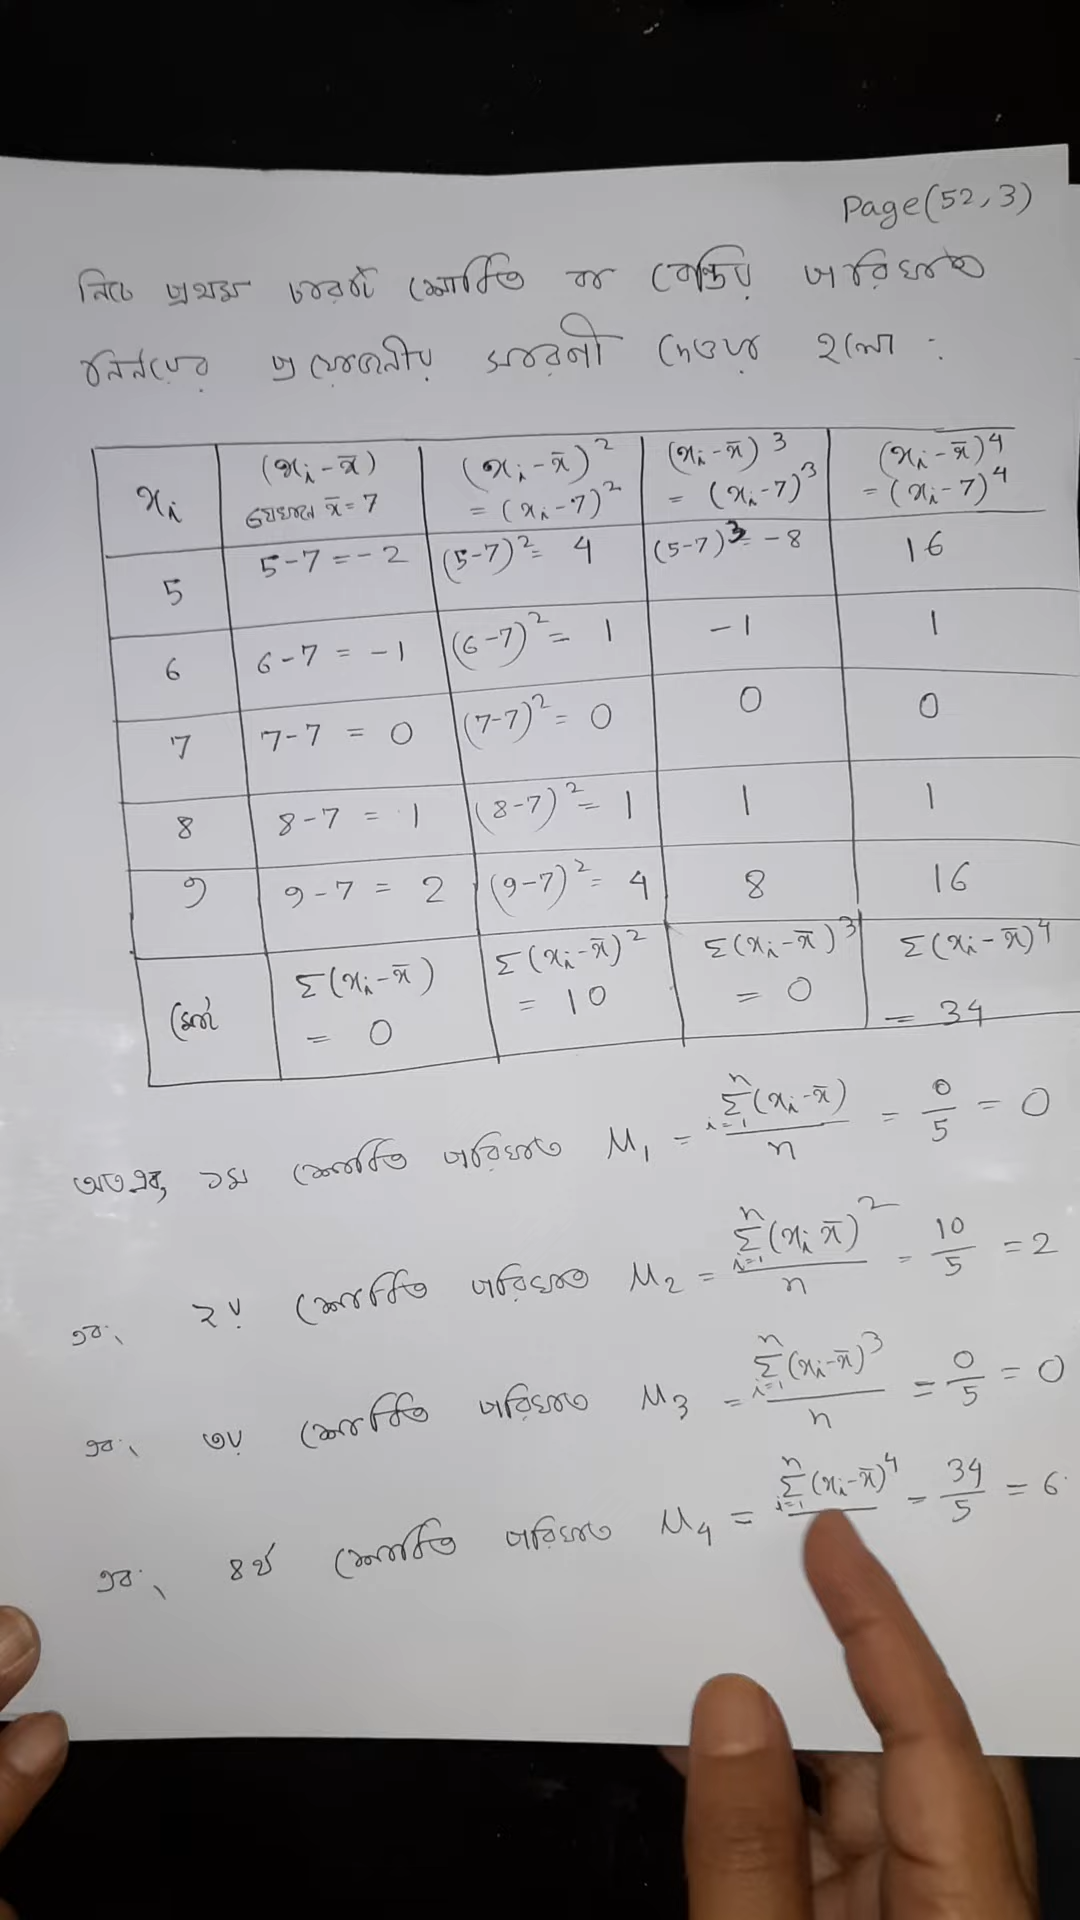 Page(52,3)
নিচে প্রথম চারটি শোধিত বা কেন্দ্রিয় পরিঘাত
নির্নয়ের প্রয়োজনীয় সারণী দেওয়া হলো :
xᵢ | (xᵢ-x̄) যেখানে x̄=7 | (xᵢ-x̄)² = (xᵢ-7)² | (xᵢ-x̄)³ = (xᵢ-7)³ | (xᵢ-x̄)⁴ = (xᵢ-7)⁴
5 | 5-7=-2 | (5-7)²= 4 | (5-7)³=-8 | 16
6 | 6-7=-1 | (6-7)²= 1 | -1 | 1
7 | 7-7=0 | (7-7)²=0 | 0 | 0
8 | 8-7=1 | (8-7)²=1 | 1 | 1
9 | 9-7=2 | (9-7)²=4 | 8 | 16
মোট | Σ(xᵢ-x̄) = 0 | Σ(xᵢ-x̄)² = 10 | Σ(xᵢ-x̄)³ = 0 | Σ(xᵢ-x̄)⁴ = 34
অতএব, ১ম শোধিত পরিঘাত μ₁ = Σⁿᵢ₌₁(xᵢ-x̄)/n = 0/5 = 0
এবং, ২য় শোধিত পরিঘাত μ₂ = Σⁿᵢ₌₁(xᵢ x̄)²/n = 10/5 = 2
এবং, ৩য় শোধিত পরিঘাত μ₃ = Σⁿᵢ₌₁(xᵢ-x̄)³/n = 0/5 = 0
এবং, ৪র্থ শোধিত পরিঘাত μ₄ = Σⁿᵢ₌₁(xᵢ-x̄)⁴ = 34/5 = 6.